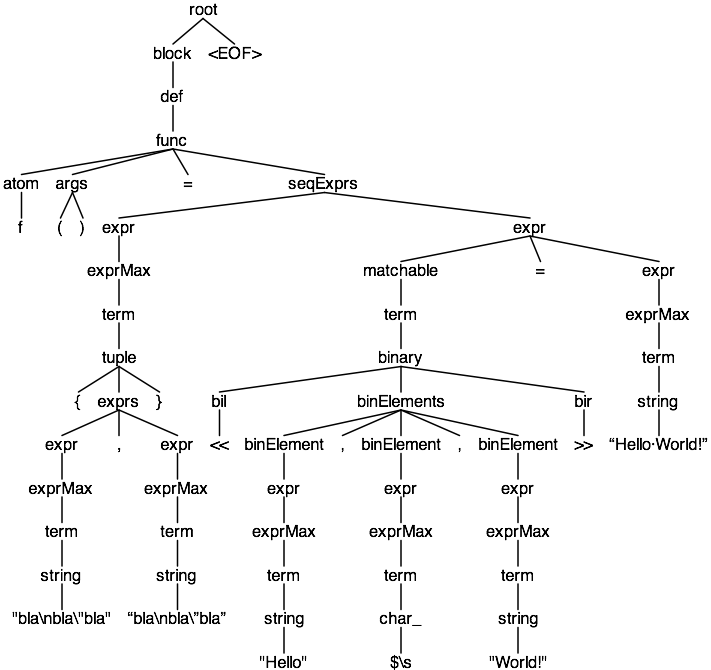 root
block <EOF>
def
func
atom args = seqExprs
f ( ) expr expr
exprMax matchable = expr
term term exprMax
tuple binary term
{ exprs } bil binElements bir string
expr , expr << binElement , binElement , binElement >> “Hello·World!”
exprMax exprMax expr expr expr
term term exprMax exprMax exprMax
string string term term term
"bla\nbla\"bla" “bla\nbla\”bla” string char_ string
"Hello" $\s "World!"